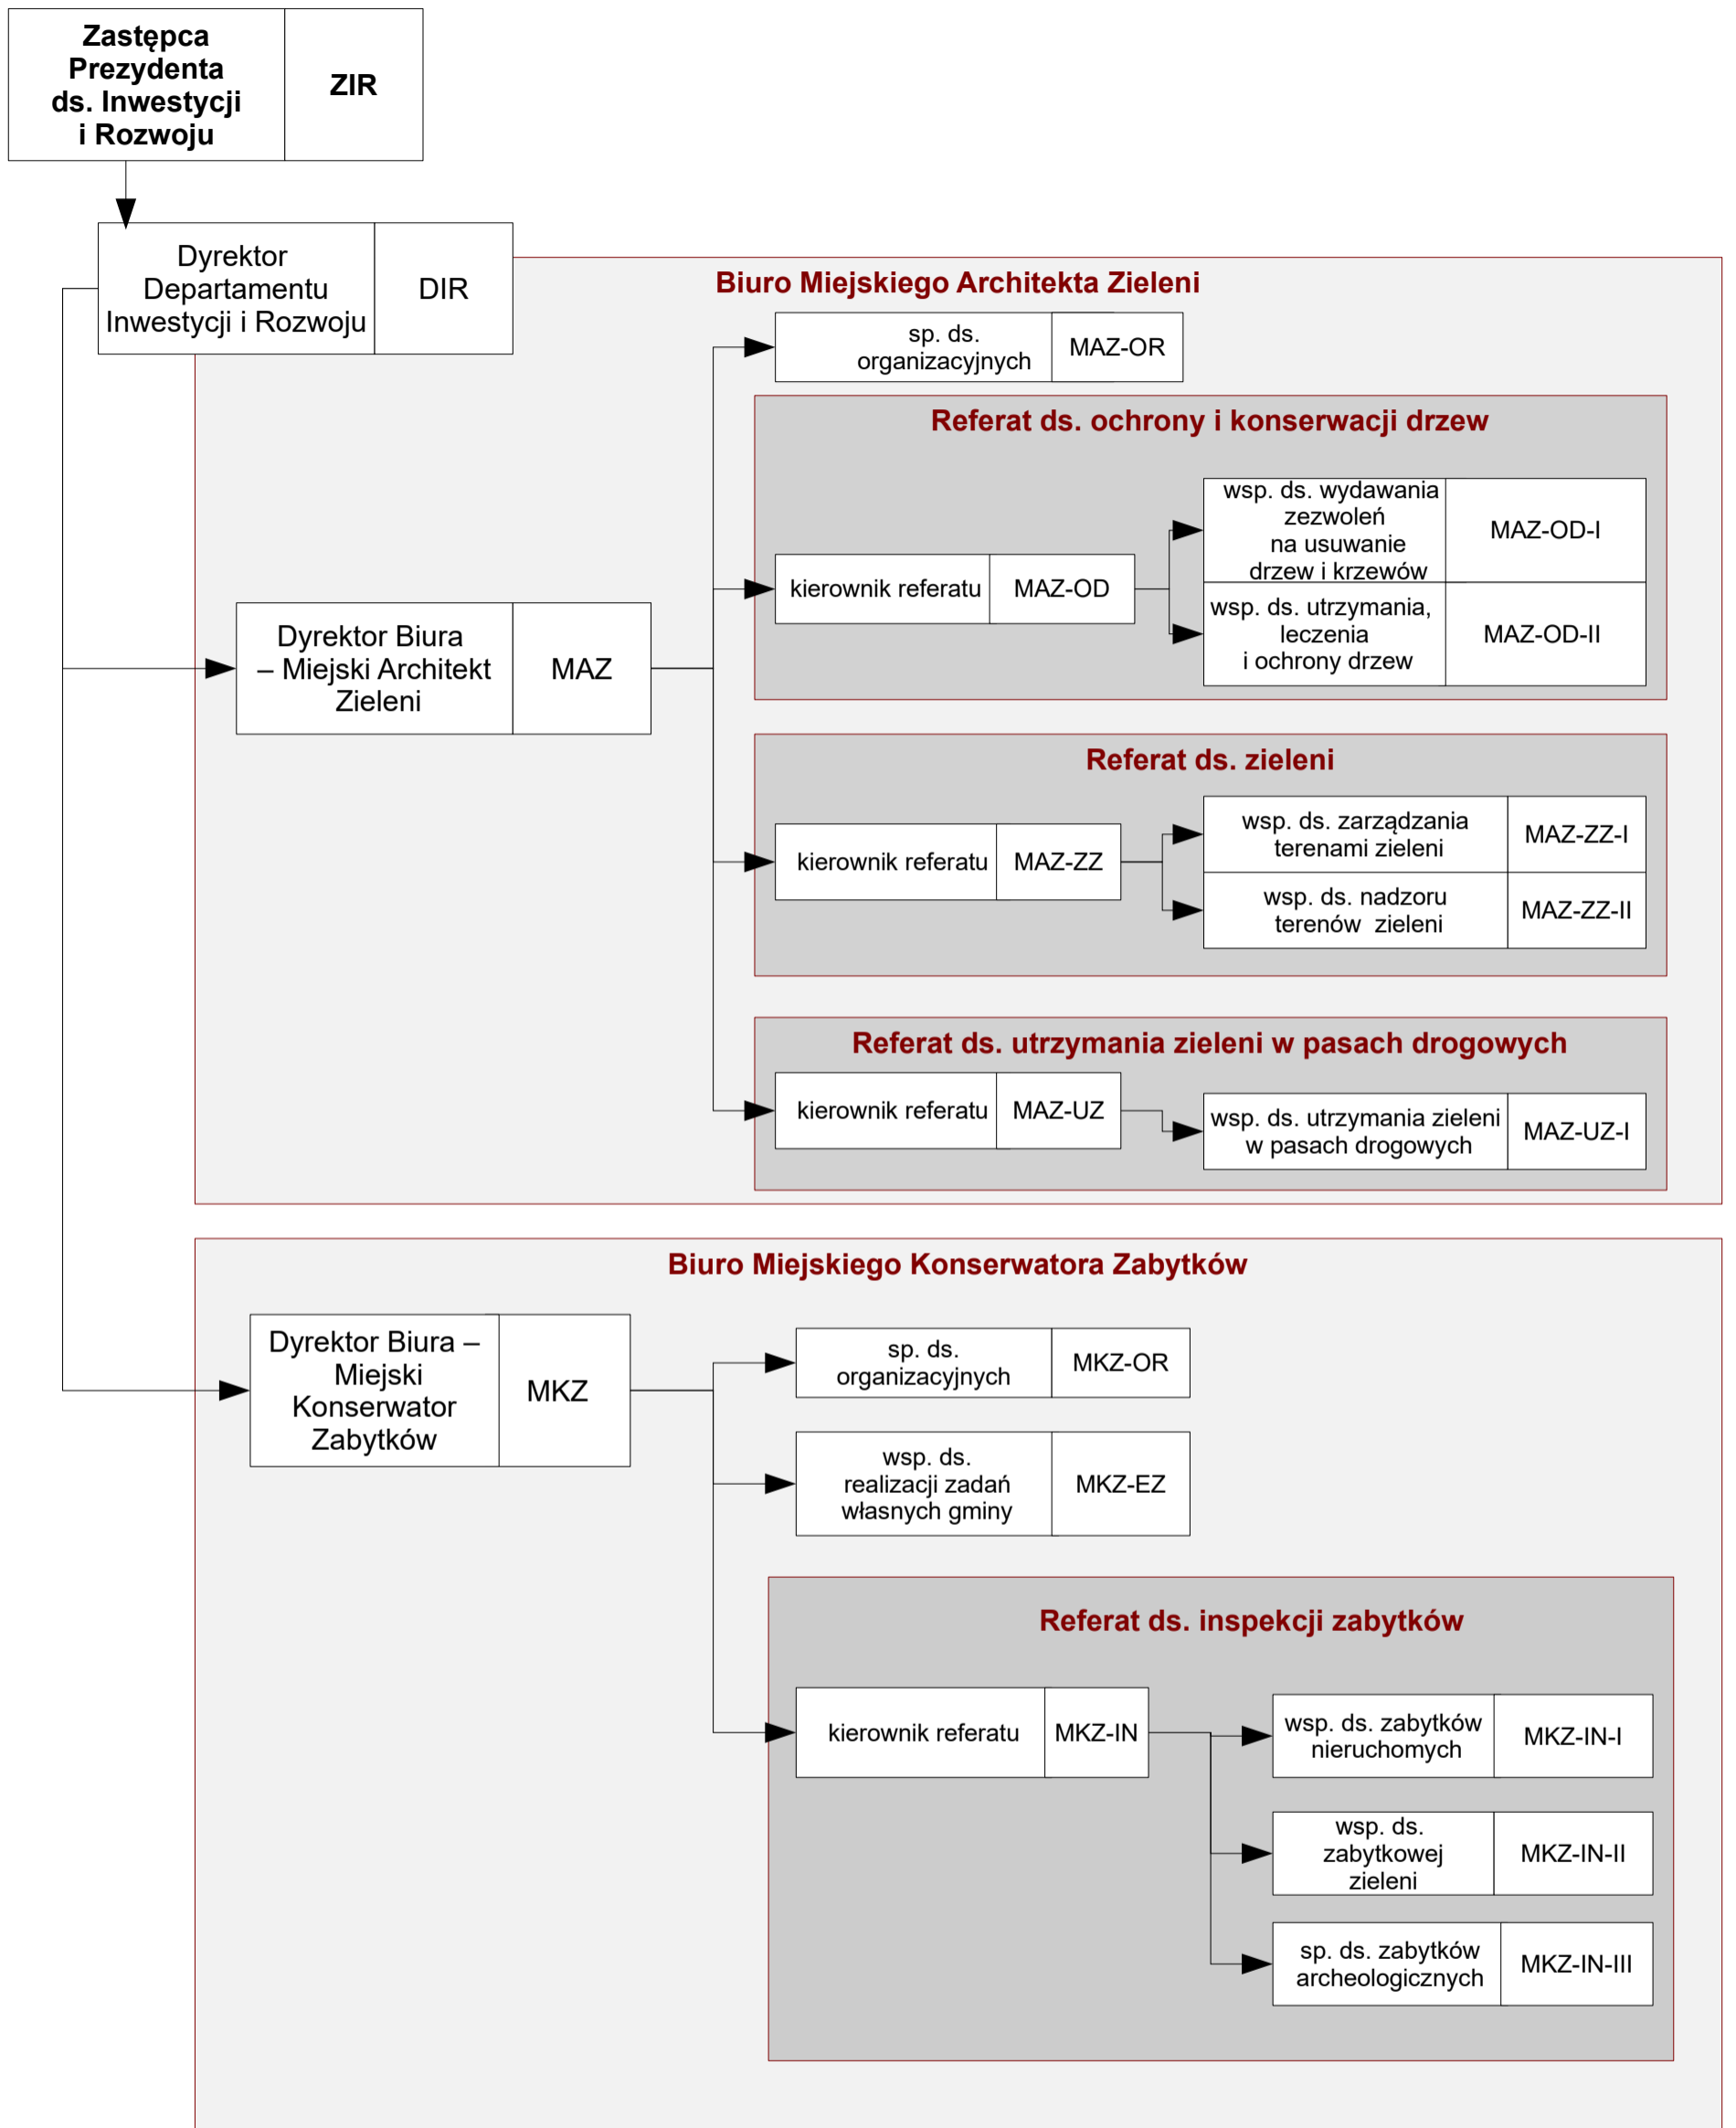 Zastępca
Prezydenta
ds. Inwestycji
i Rozwoju
ZIR
Dyrektor
Departamentu
Inwestycji i Rozwoju
DIR
Biuro Miejskiego Architekta Zieleni
sp. ds.
organizacyjnych
MAZ-OR
Referat ds. ochrony i konserwacji drzew
wsp. ds. wydawania
zezwoleń
na usuwanie
drzew i krzewów
MAZ-OD-I
kierownik referatu
MAZ-OD
wsp. ds. utrzymania,
leczenia
i ochrony drzew
MAZ-OD-II
Dyrektor Biura
– Miejski Architekt
Zieleni
MAZ
Referat ds. zieleni
kierownik referatu
MAZ-ZZ
wsp. ds. zarządzania
terenami zieleni
MAZ-ZZ-I
wsp. ds. nadzoru
terenów  zieleni
MAZ-ZZ-II
Referat ds. utrzymania zieleni w pasach drogowych
kierownik referatu
MAZ-UZ
wsp. ds. utrzymania zieleni
w pasach drogowych
MAZ-UZ-I
Biuro Miejskiego Konserwatora Zabytków
Dyrektor Biura –
Miejski
Konserwator
Zabytków
MKZ
sp. ds.
organizacyjnych
MKZ-OR
wsp. ds.
realizacji zadań
własnych gminy
MKZ-EZ
Referat ds. inspekcji zabytków
kierownik referatu
MKZ-IN
wsp. ds. zabytków
nieruchomych
MKZ-IN-I
wsp. ds.
zabytkowej
zieleni
MKZ-IN-II
sp. ds. zabytków
archeologicznych
MKZ-IN-III